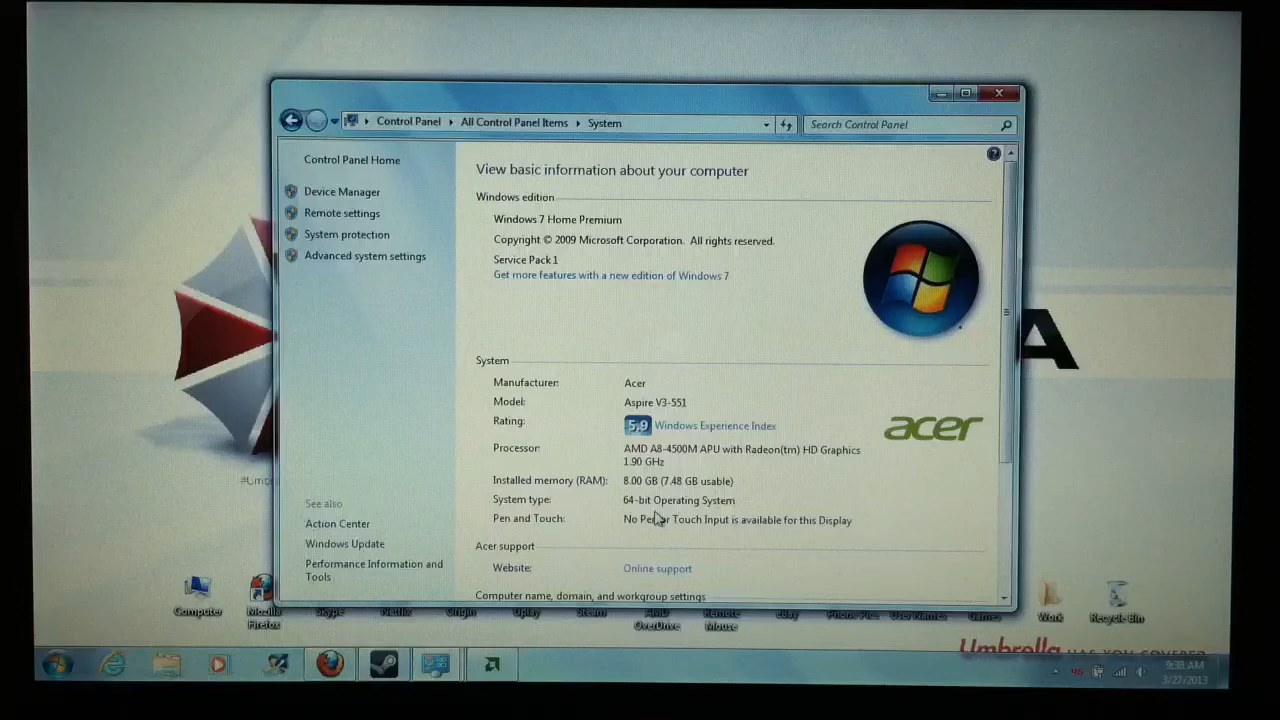 Control Panel
All Control Panel Items
System
Search Control Panel
Control Panel Home
Device Manager
Remote settings
System protection
Advanced system settings
See also
Action Center
Windows Update
Performance Information and
Tools
View basic information about your computer
Windows edition
Windows 7 Home Premium
Copyright © 2009 Microsoft Corporation. All rights reserved.
Service Pack 1
Get more features with a new edition of Windows 7
System
Manufacturer: Acer
Model: Aspire V3-551
Rating: 5.9 Windows Experience Index
Processor: AMD A8-4500M APU with Radeon(tm) HD Graphics
1.90 GHz
Installed memory (RAM): 8.00 GB (7.48 GB usable)
System type: 64-bit Operating System
Pen and Touch: No Pen or Touch Input is available for this Display
acer
Acer support
Website: Online support
Computer name, domain, and workgroup settings
A
#Um
Computer
Mozilla
Firefox
Skype
Netflix
Origin
Uplay
Steam
AMD
OverDrive
Remote
Mouse
eBay
Phone Pic...
User Names
Games
Work
Recycle Bin
Umbrella HAS YOU COVERED
9:38 AM
3/27/2013